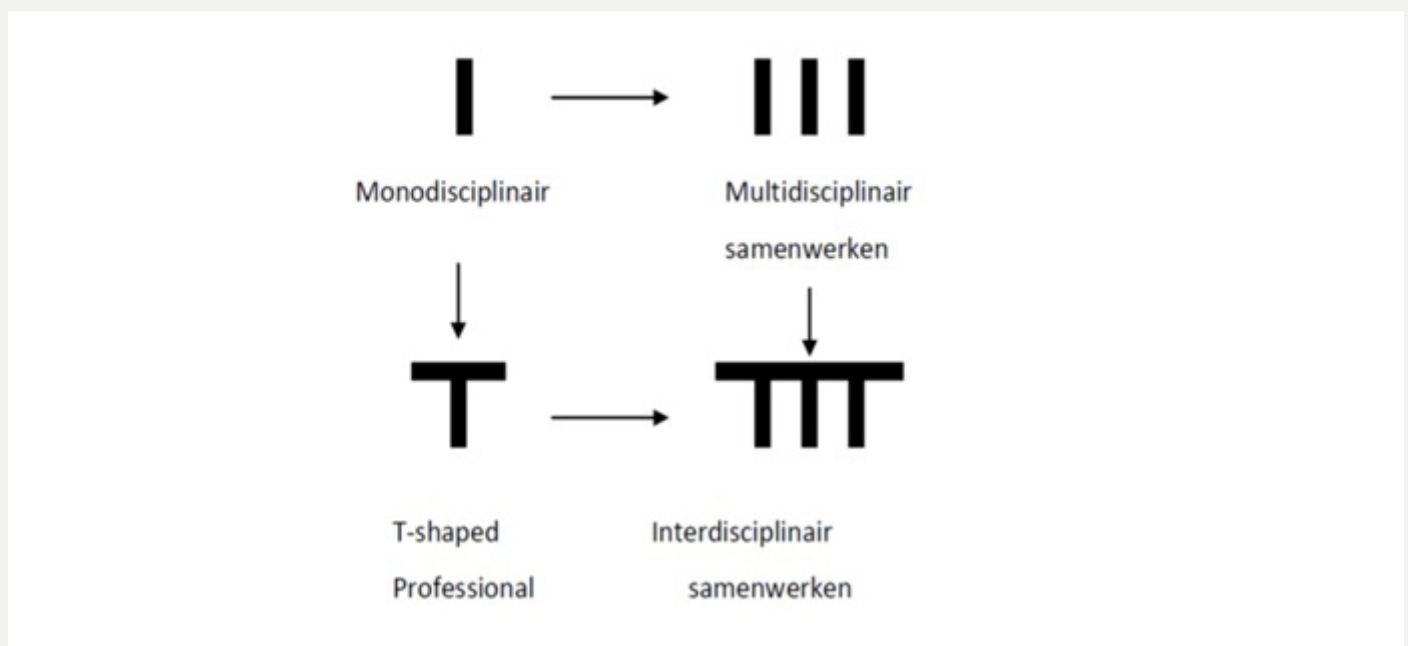 Monodisciplinair
Multidisciplinair
samenwerken
T-shaped
Professional
Interdisciplinair
samenwerken